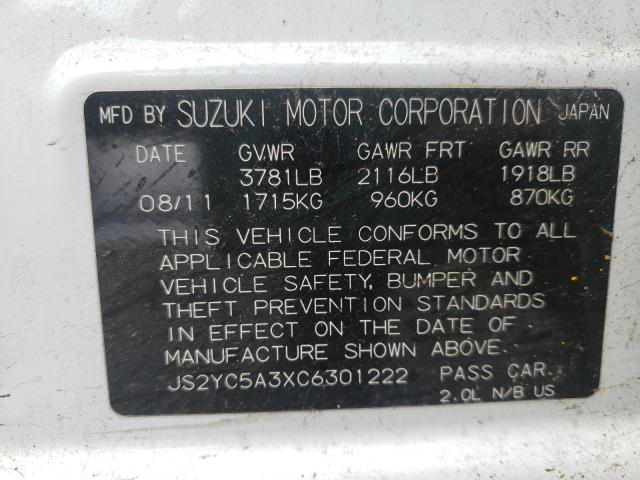 MFD BY SUZUKI MOTOR CORPORATION JAPAN
DATE GVWR GAWR FRT GAWR RR
3781LB 2116LB 1918LB
08/11 1715KG 960KG 870KG
THIS VEHICLE CONFORMS TO ALL
APPLICABLE FEDERAL MOTOR
VEHICLE SAFETY, BUMPER AND
THEFT PREVENTION STANDARDS
IN EFFECT ON THE DATE OF
MANUFACTURE SHOWN ABOVE.
JS2YC5A3XC6301222 PASS CAR
2.0L N/B US